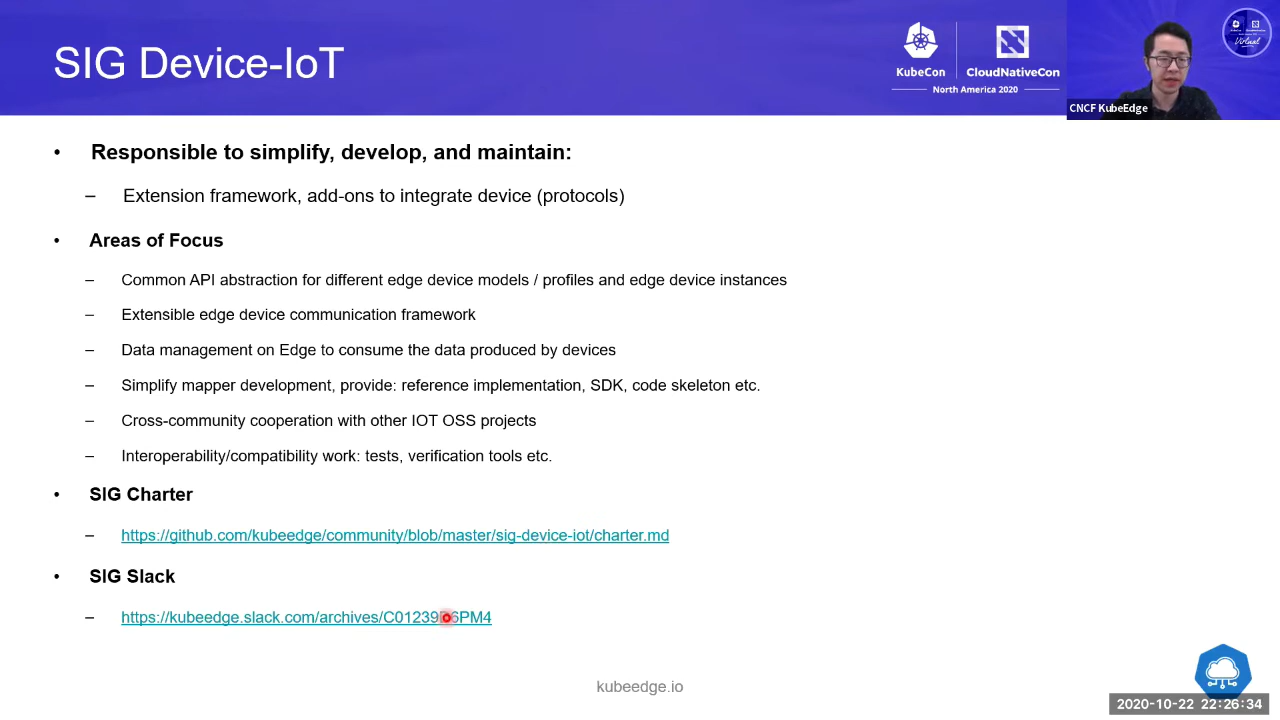 SIG Device-IoT
KubeCon
CloudNativeCon
North America 2020
Virtual
CNCF KubeEdge
• Responsible to simplify, develop, and maintain:
– Extension framework, add-ons to integrate device (protocols)
• Areas of Focus
– Common API abstraction for different edge device models / profiles and edge device instances
– Extensible edge device communication framework
– Data management on Edge to consume the data produced by devices
– Simplify mapper development, provide: reference implementation, SDK, code skeleton etc.
– Cross-community cooperation with other IOT OSS projects
– Interoperability/compatibility work: tests, verification tools etc.
• SIG Charter
– https://github.com/kubeedge/community/blob/master/sig-device-iot/charter.md
• SIG Slack
–
kubeedge.io
2020-10-22 22:26:34